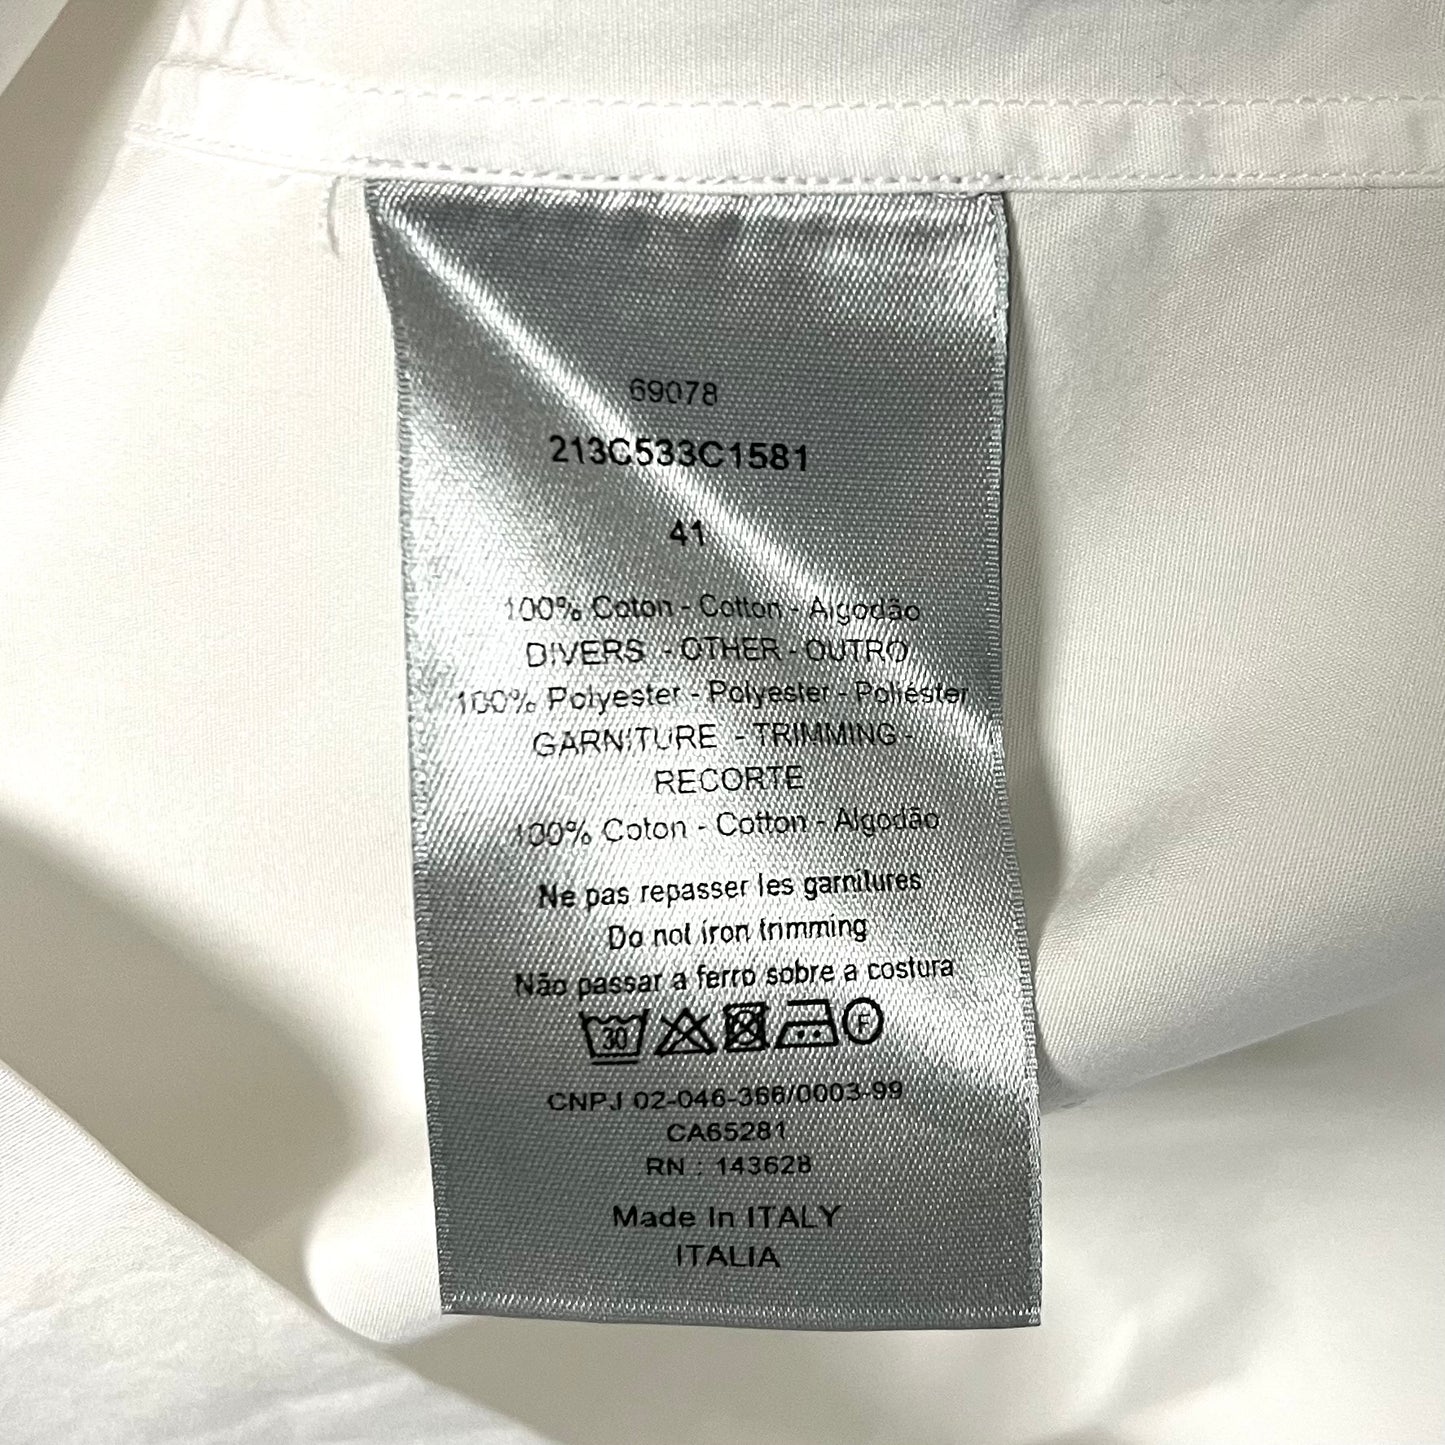 69078
213C533C1581
41
100% Coton - Cotton - Algodão
DIVERS - OTHER - OUTRO
100% Polyester - Polyester - Poliéster
GARNITURE - TRIMMING -
RECORTE
100% Coton - Cotton - Algodão
Ne pas repasser les garnitures
Do not iron trimming
Não passar a ferro sobre a costura
30 F
CNPJ 02-046-366/0003-99
CA65281
RN : 143628
Made In ITALY
ITALIA